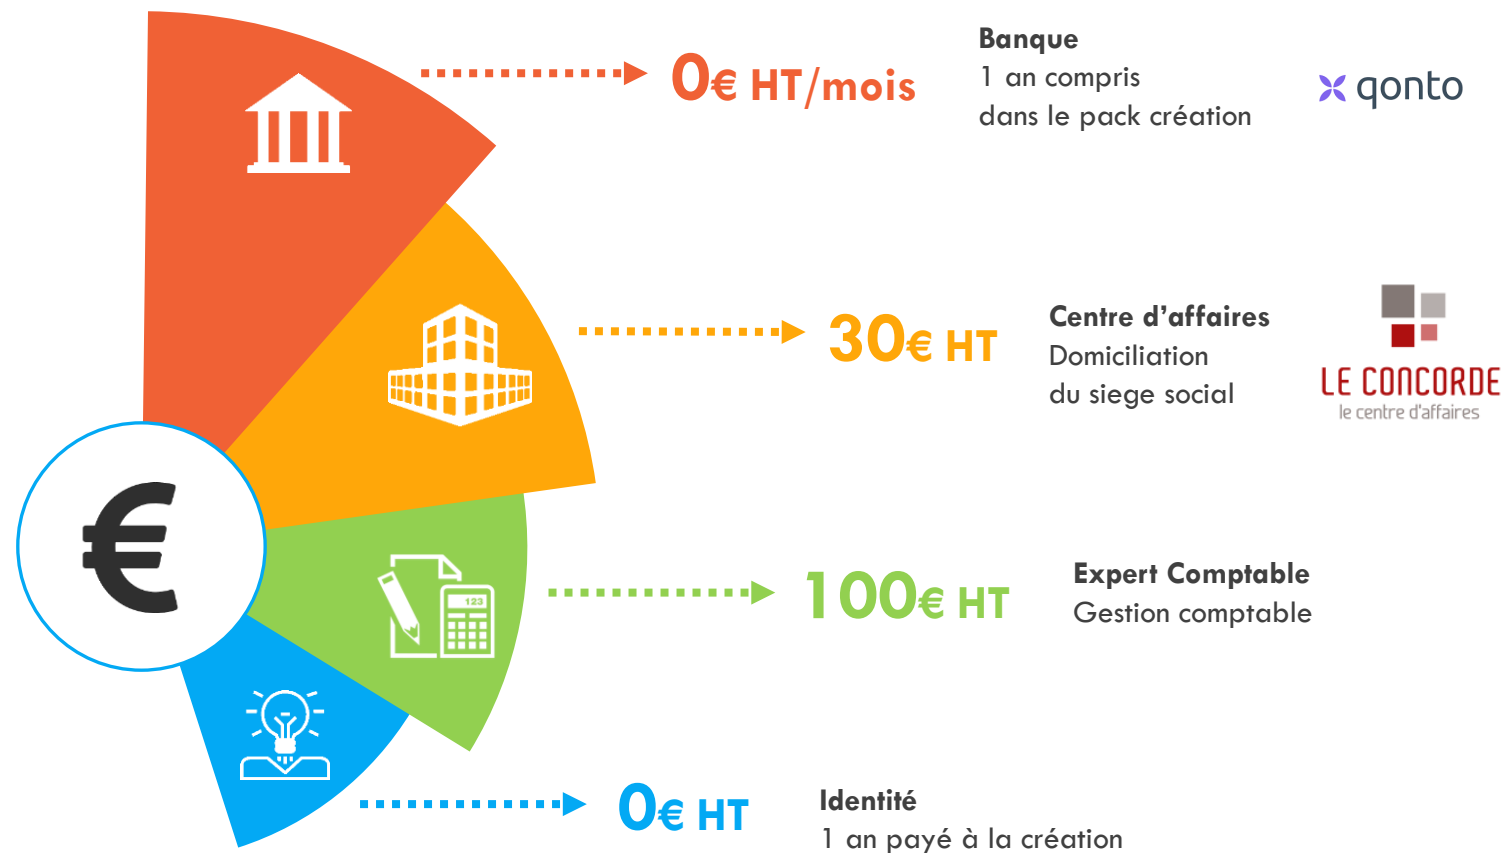 0€ HT/mois
Banque
1 an compris
dans le pack création
qonto
30€ HT
Centre d’affaires
Domiciliation
du siege social
LE CONCORDE
le centre d'affaires
€
100€ HT
123
Expert Comptable
Gestion comptable
0€ HT
Identité
1 an payé à la création